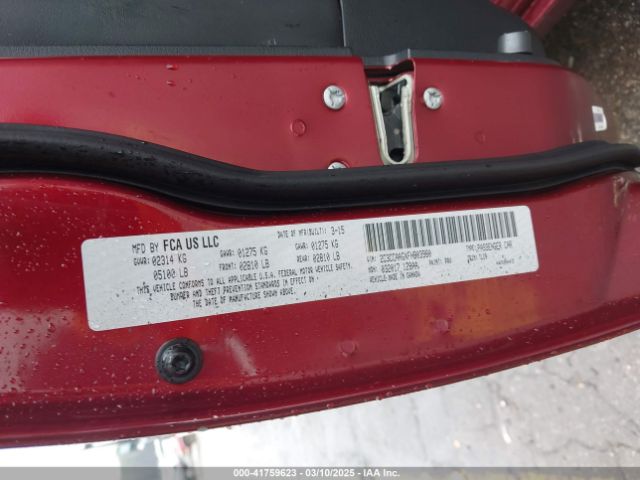 MFD BY FCA US LLC
DATE OF MFR(BUILT): 3-15
GVWR: 02314 KG
05100 LB
GAWR: 01275 KG
FRONT: 02810 LB
GAWR: 01275 KG
REAR: 02810 LB
THIS VEHICLE CONFORMS TO ALL APPLICABLE U.S.A. FEDERAL MOTOR VEHICLE SAFETY,
BUMPER AND THEFT PREVENTION STANDARDS IN EFFECT ON
THE DATE OF MANUFACTURE SHOWN ABOVE.
TYPE: PASSENGER CAR
VEHICLE MADE IN CANADA
000-41759623 — 03/10/2025 — IAA Inc.